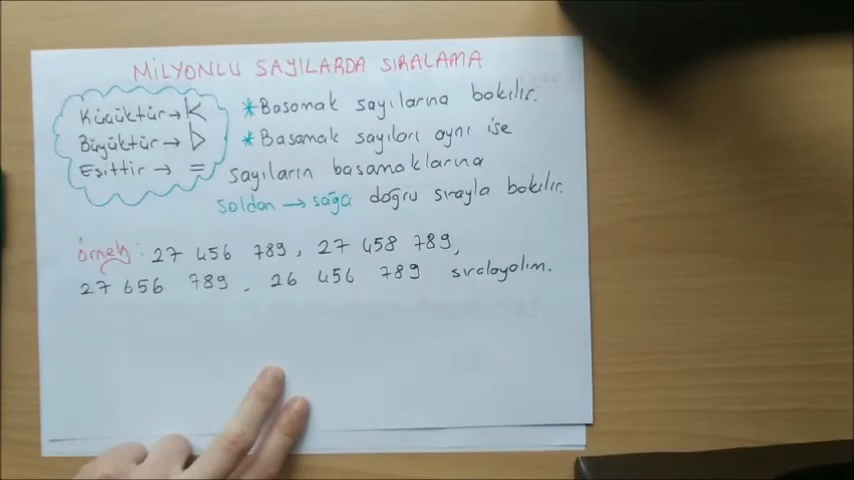 MİLYONLU SAYILARDA SIRALAMA
Küçüktür → K
Büyüktür → b
Eşittir → =
* Basamak sayılarına bakılır.
* Basamak sayıları aynı ise
sayıların basamaklarına
soldan → sağa doğru sırayla bakılır.
örnek: 27 456 789, 27 458 789,
27 656 789, 26 456 789 sıralayalım.